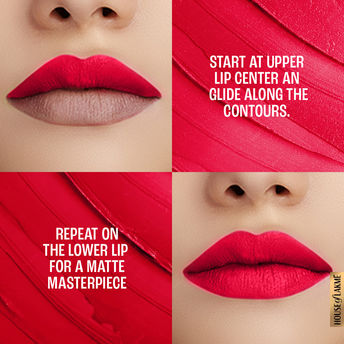 START AT UPPER
LIP CENTER AN
GLIDE ALONG THE
CONTOURS.
REPEAT ON
THE LOWER LIP
FOR A MATTE
MASTERPIECE
HOUSE of LAKMĒ